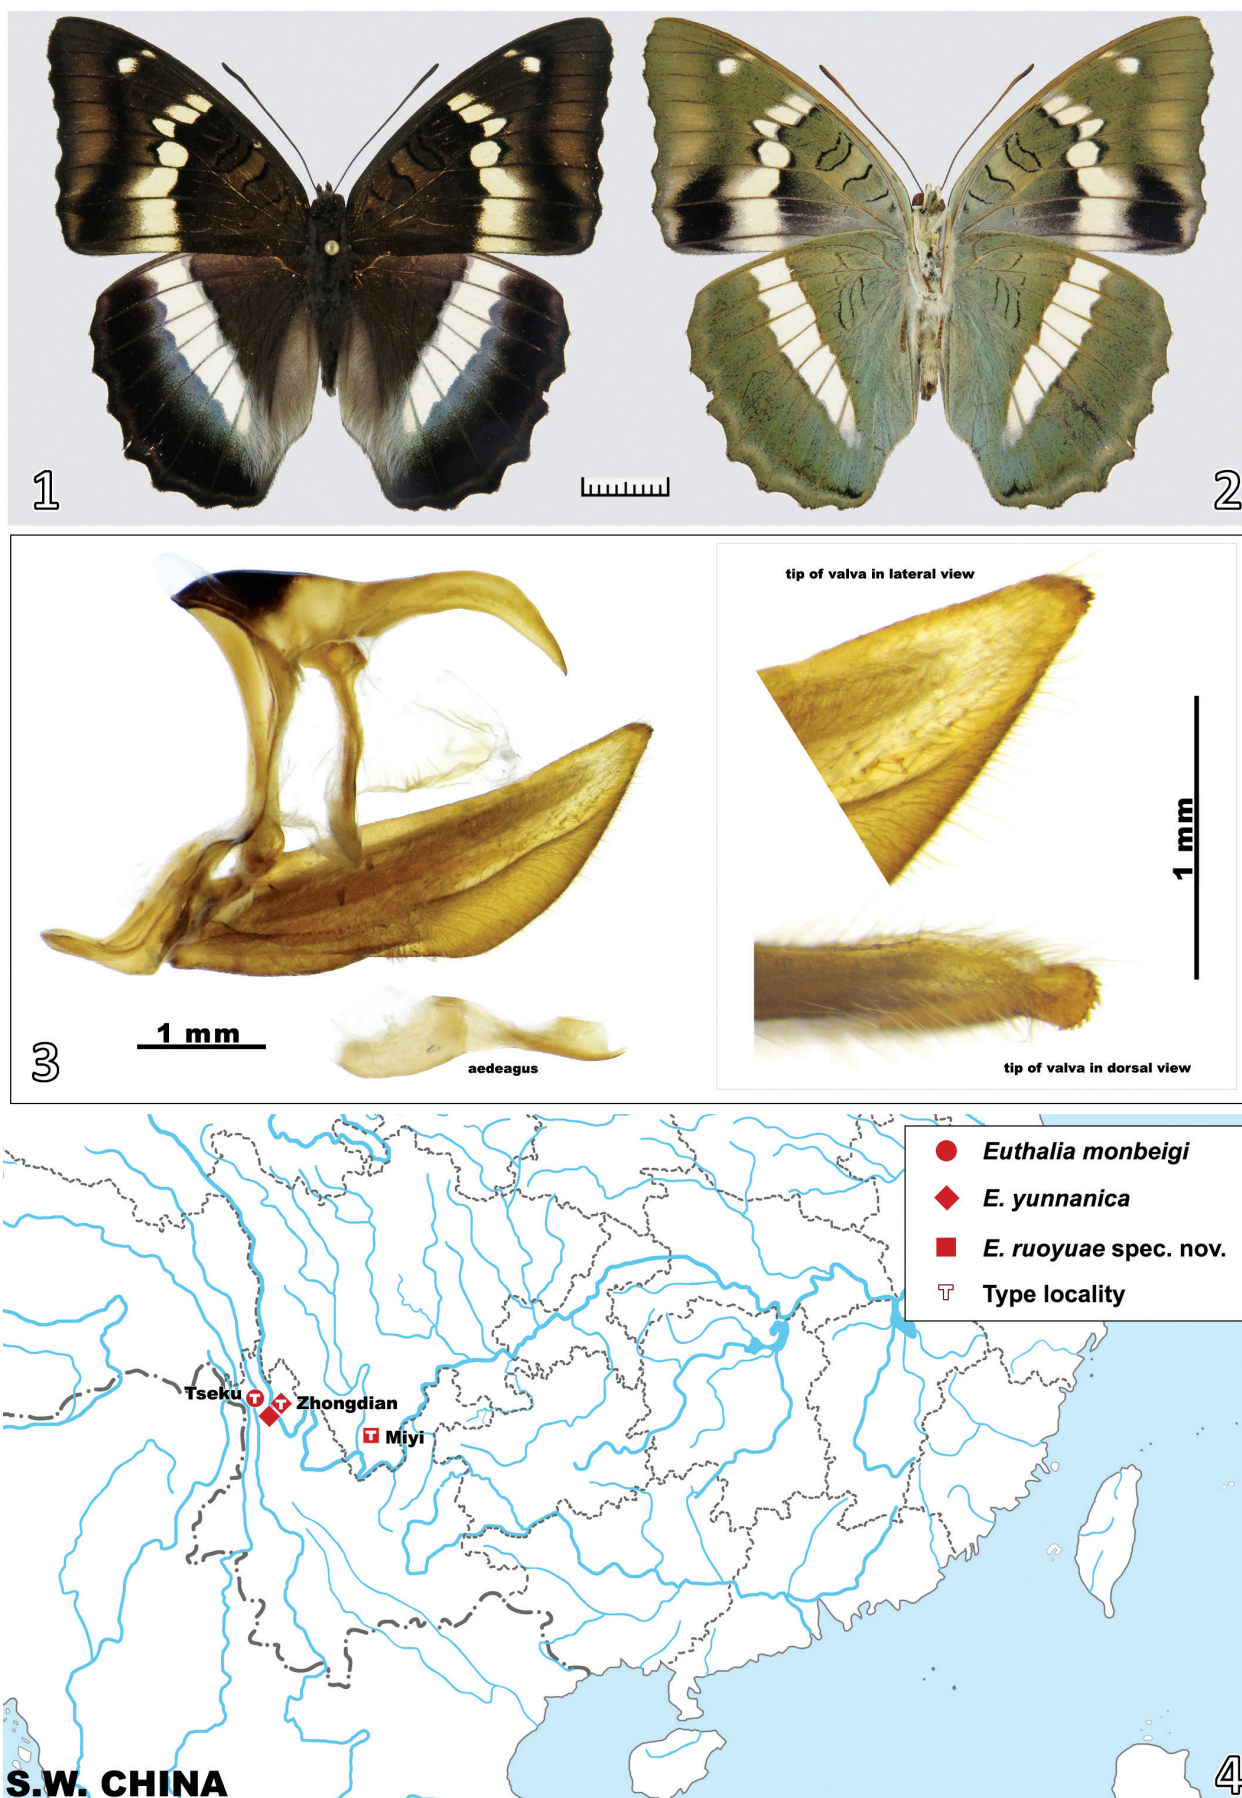 1
2
tip of valva in lateral view
1 mm
1 mm
3
aedeagus
tip of valva in dorsal view
Euthalia monbeigi
E. yunnanica
E. ruoyuae spec. nov.
T Type locality
Tseku T
T Zhongdian
T Miyi
S.W. CHINA
4